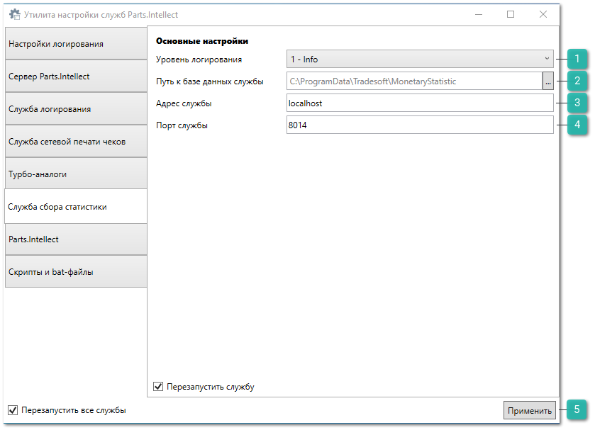 Утилита настройки служб Parts.Intellect
Настройки логирования
Сервер Parts.Intellect
Служба логирования
Служба сетевой печати чеков
Турбо-аналоги
Служба сбора статистики
Parts.Intellect
Скрипты и bat-файлы
Основные настройки
Уровень логирования 1 - Info 1
Путь к базе данных службы C:\ProgramData\Tradesoft\MonetaryStatistic ... 2
Адрес службы localhost 3
Порт службы 8014 4
Перезапустить службу
Перезапустить все службы Применить 5